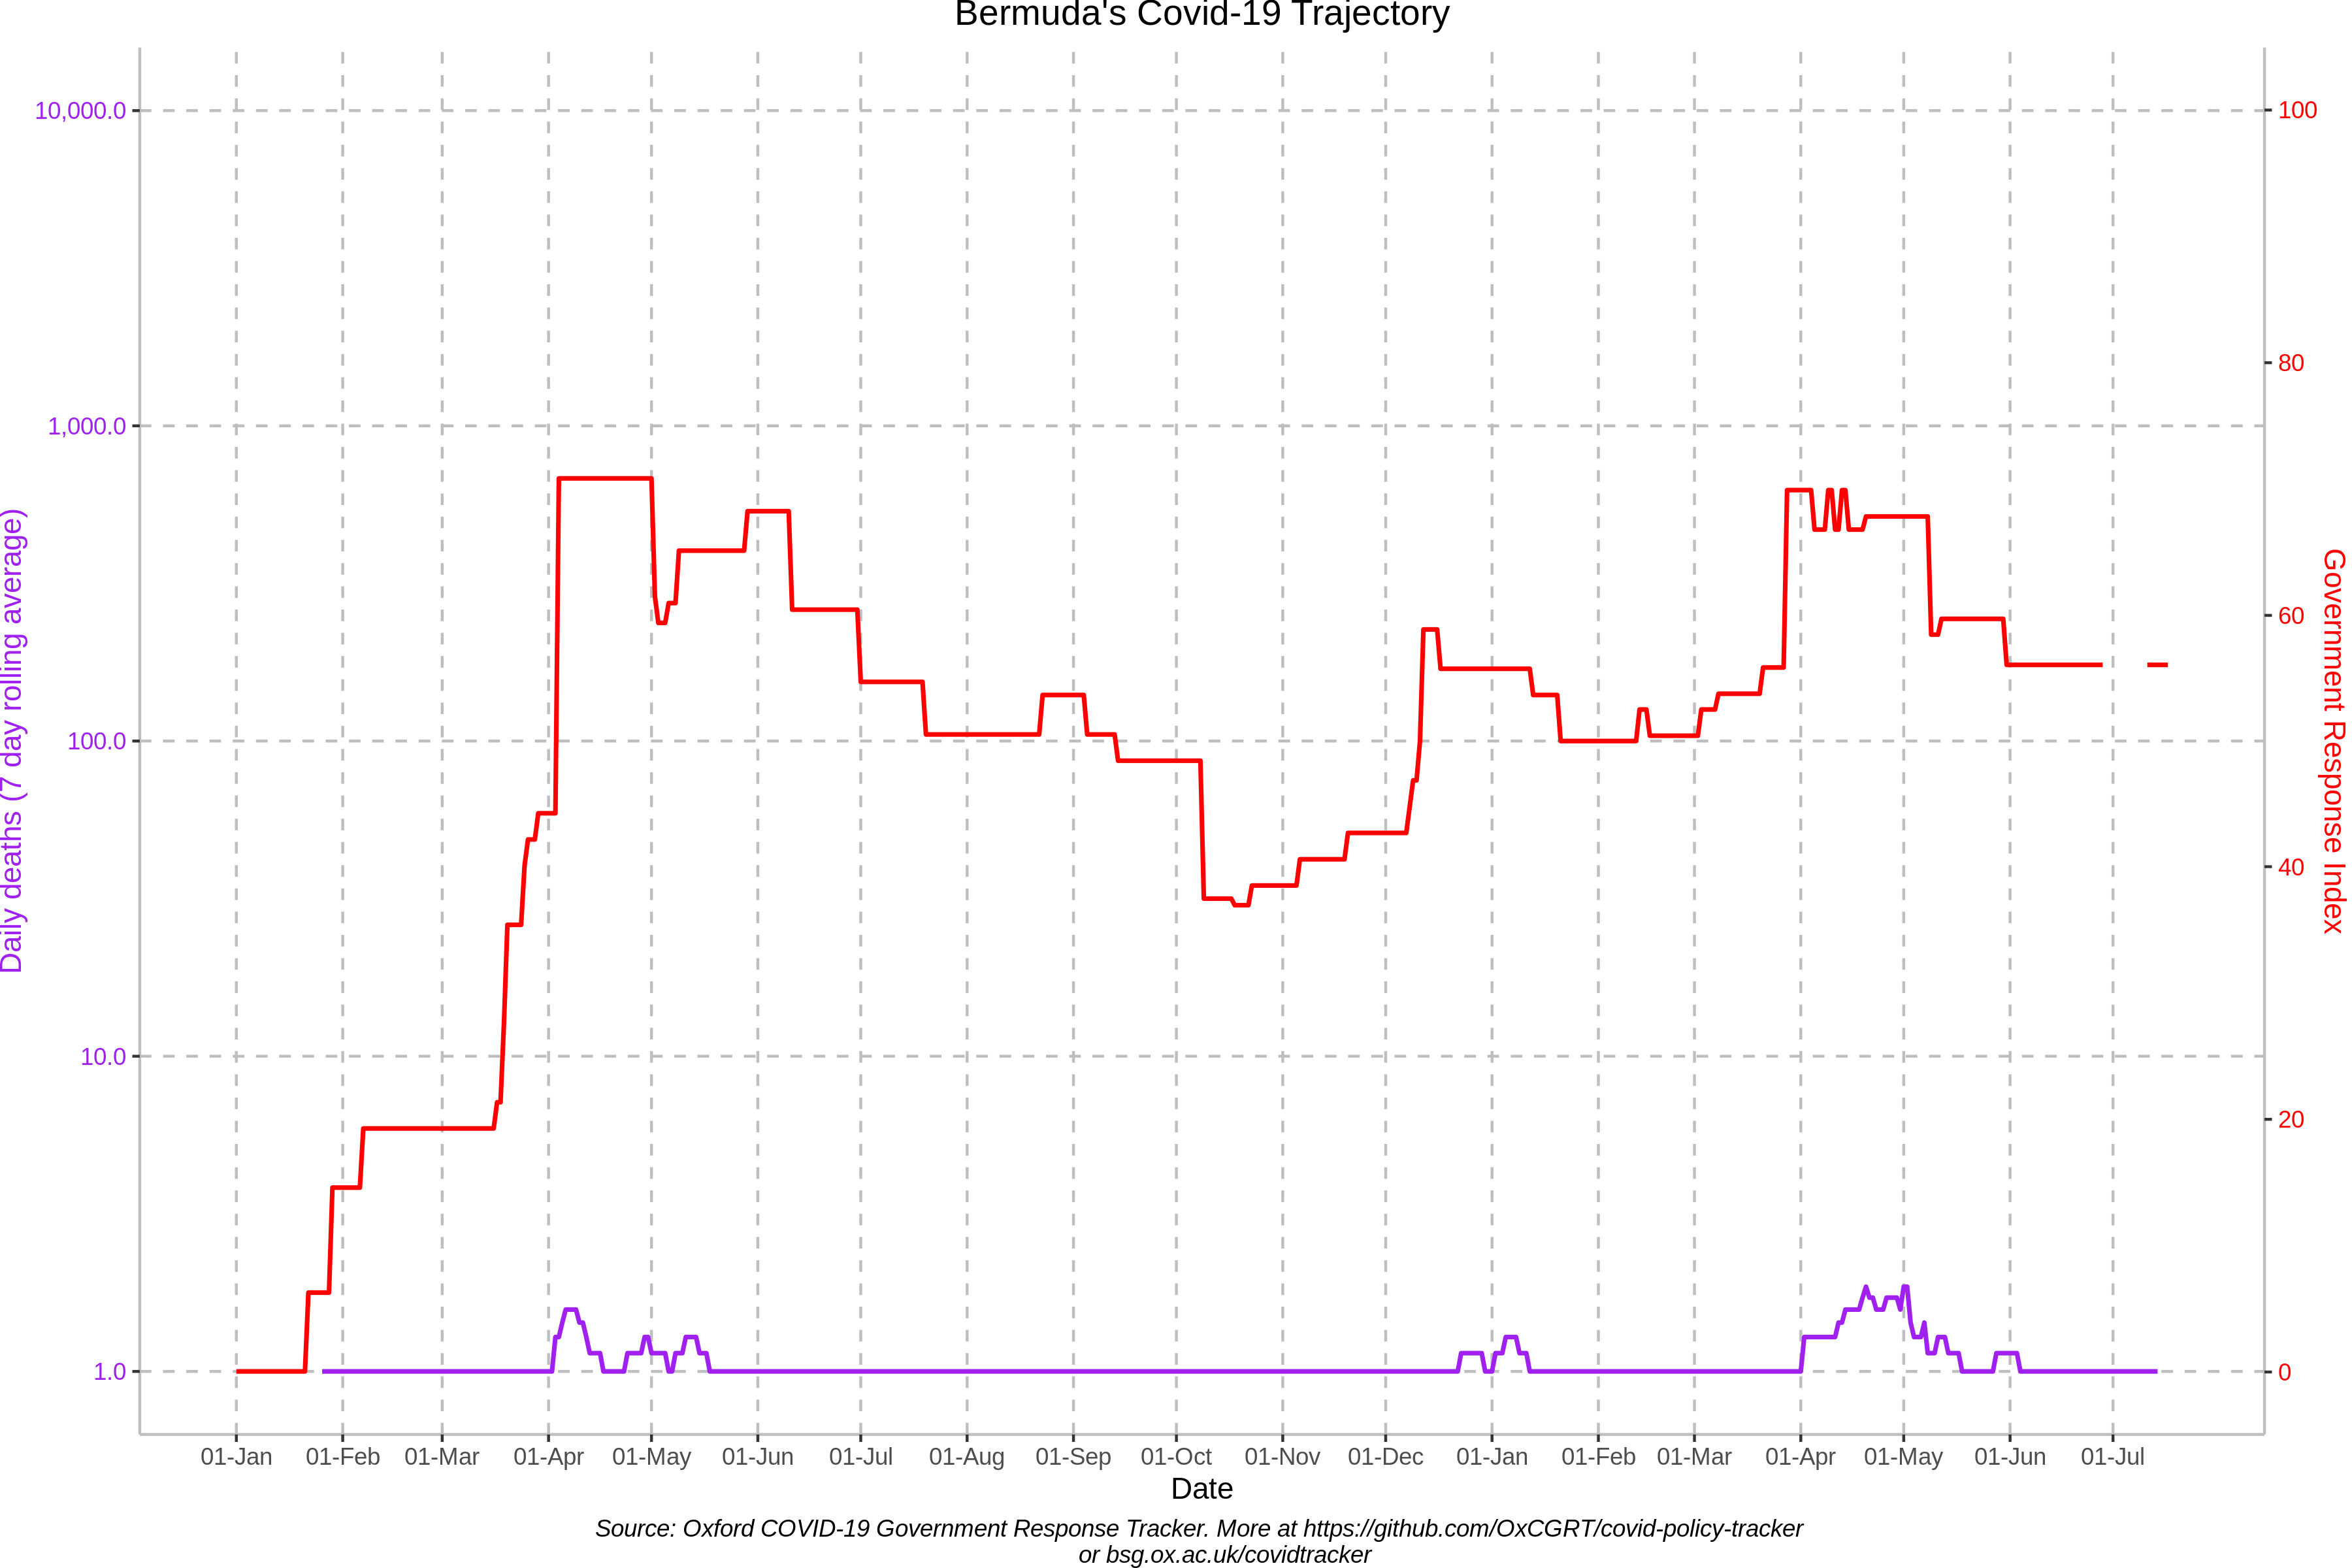 Bermuda's Covid-19 Trajectory
10,000.0
1,000.0
100.0
10.0
1.0
Daily deaths (7 day rolling average)
100
80
60
40
20
0
Government Response Index
01-Jan 01-Feb 01-Mar 01-Apr 01-May 01-Jun 01-Jul 01-Aug 01-Sep 01-Oct 01-Nov 01-Dec 01-Jan 01-Feb 01-Mar 01-Apr 01-May 01-Jun 01-Jul
Date
Source: Oxford COVID-19 Government Response Tracker. More at https://github.com/OxCGRT/covid-policy-tracker
or bsg.ox.ac.uk/covidtracker